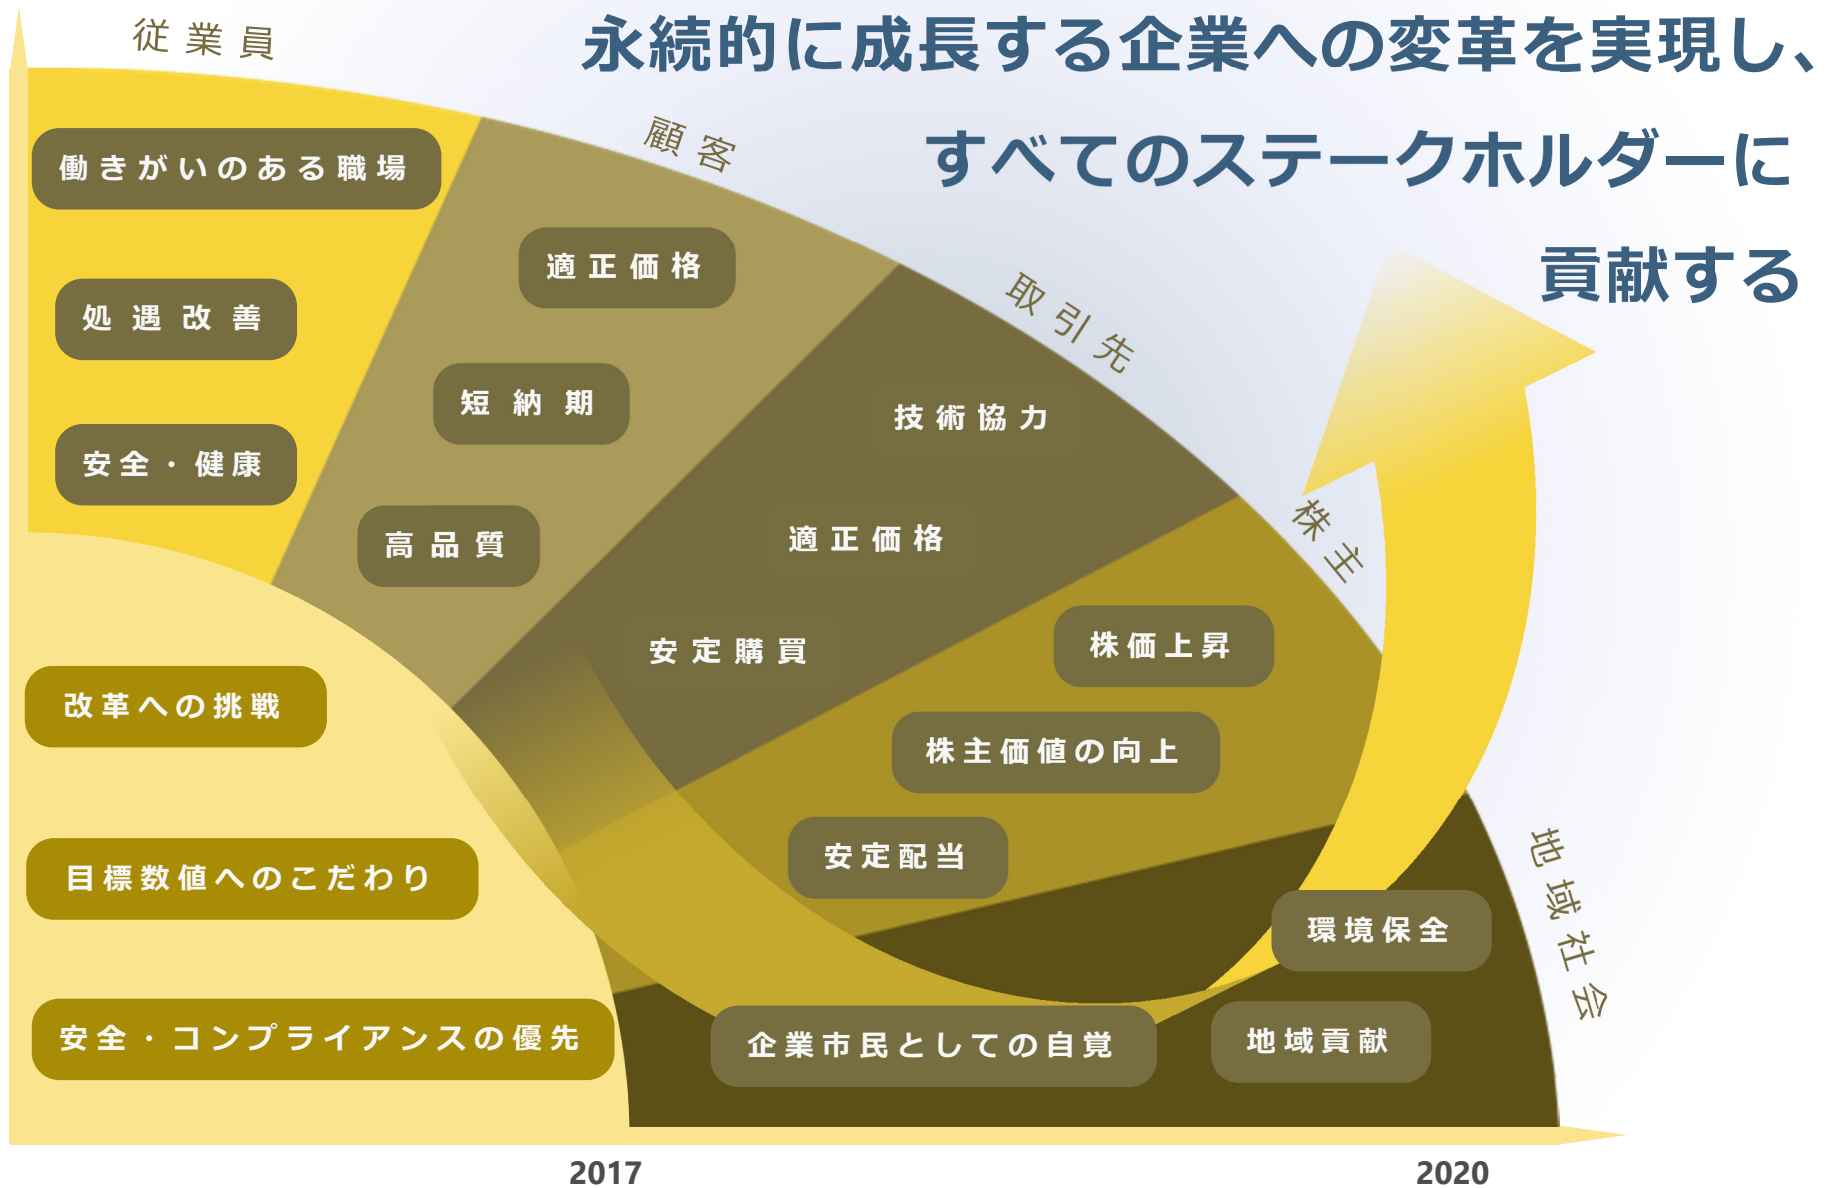 永続的に成長する企業への変革を実現し、
すべてのステークホルダーに
貢献する
従業員
働きがいのある職場
処遇改善
安全・健康
顧客
適正価格
短納期
高品質
取引先
技術協力
適正価格
安定購買
株主
株価上昇
株主価値の向上
安定配当
地域社会
環境保全
企業市民としての自覚
地域貢献
改革への挑戦
目標数値へのこだわり
安全・コンプライアンスの優先
2017
2020